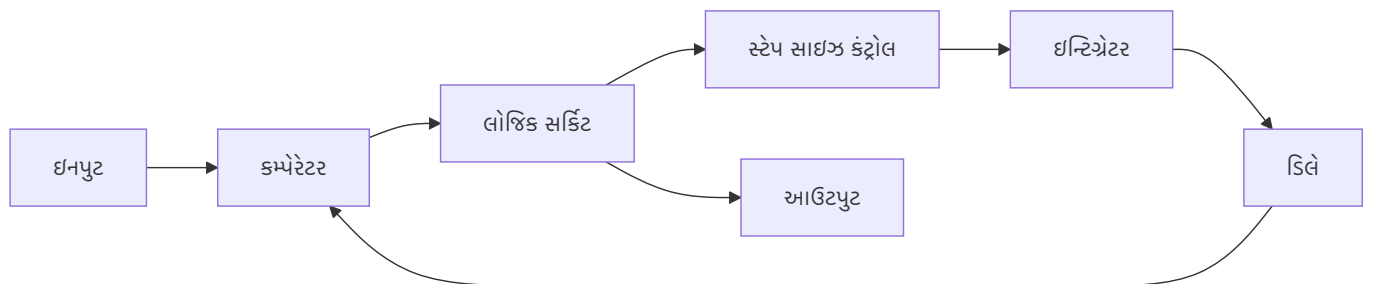 ઇનપુટ
કમ્પેરેટર
લોજિક સર્કિટ
સ્ટેપ સાઇઝ કંટ્રોલ
ઇન્ટિગ્રેટર
ડિલે
આઉટપુટ